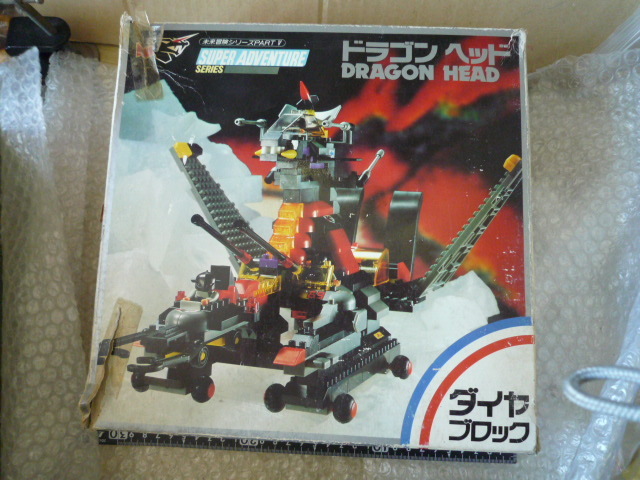 未来冒険シリーズPART V
SUPER ADVENTURE
SERIES
ドラゴン ヘッド
DRAGON HEAD
ダイヤ
ブロック